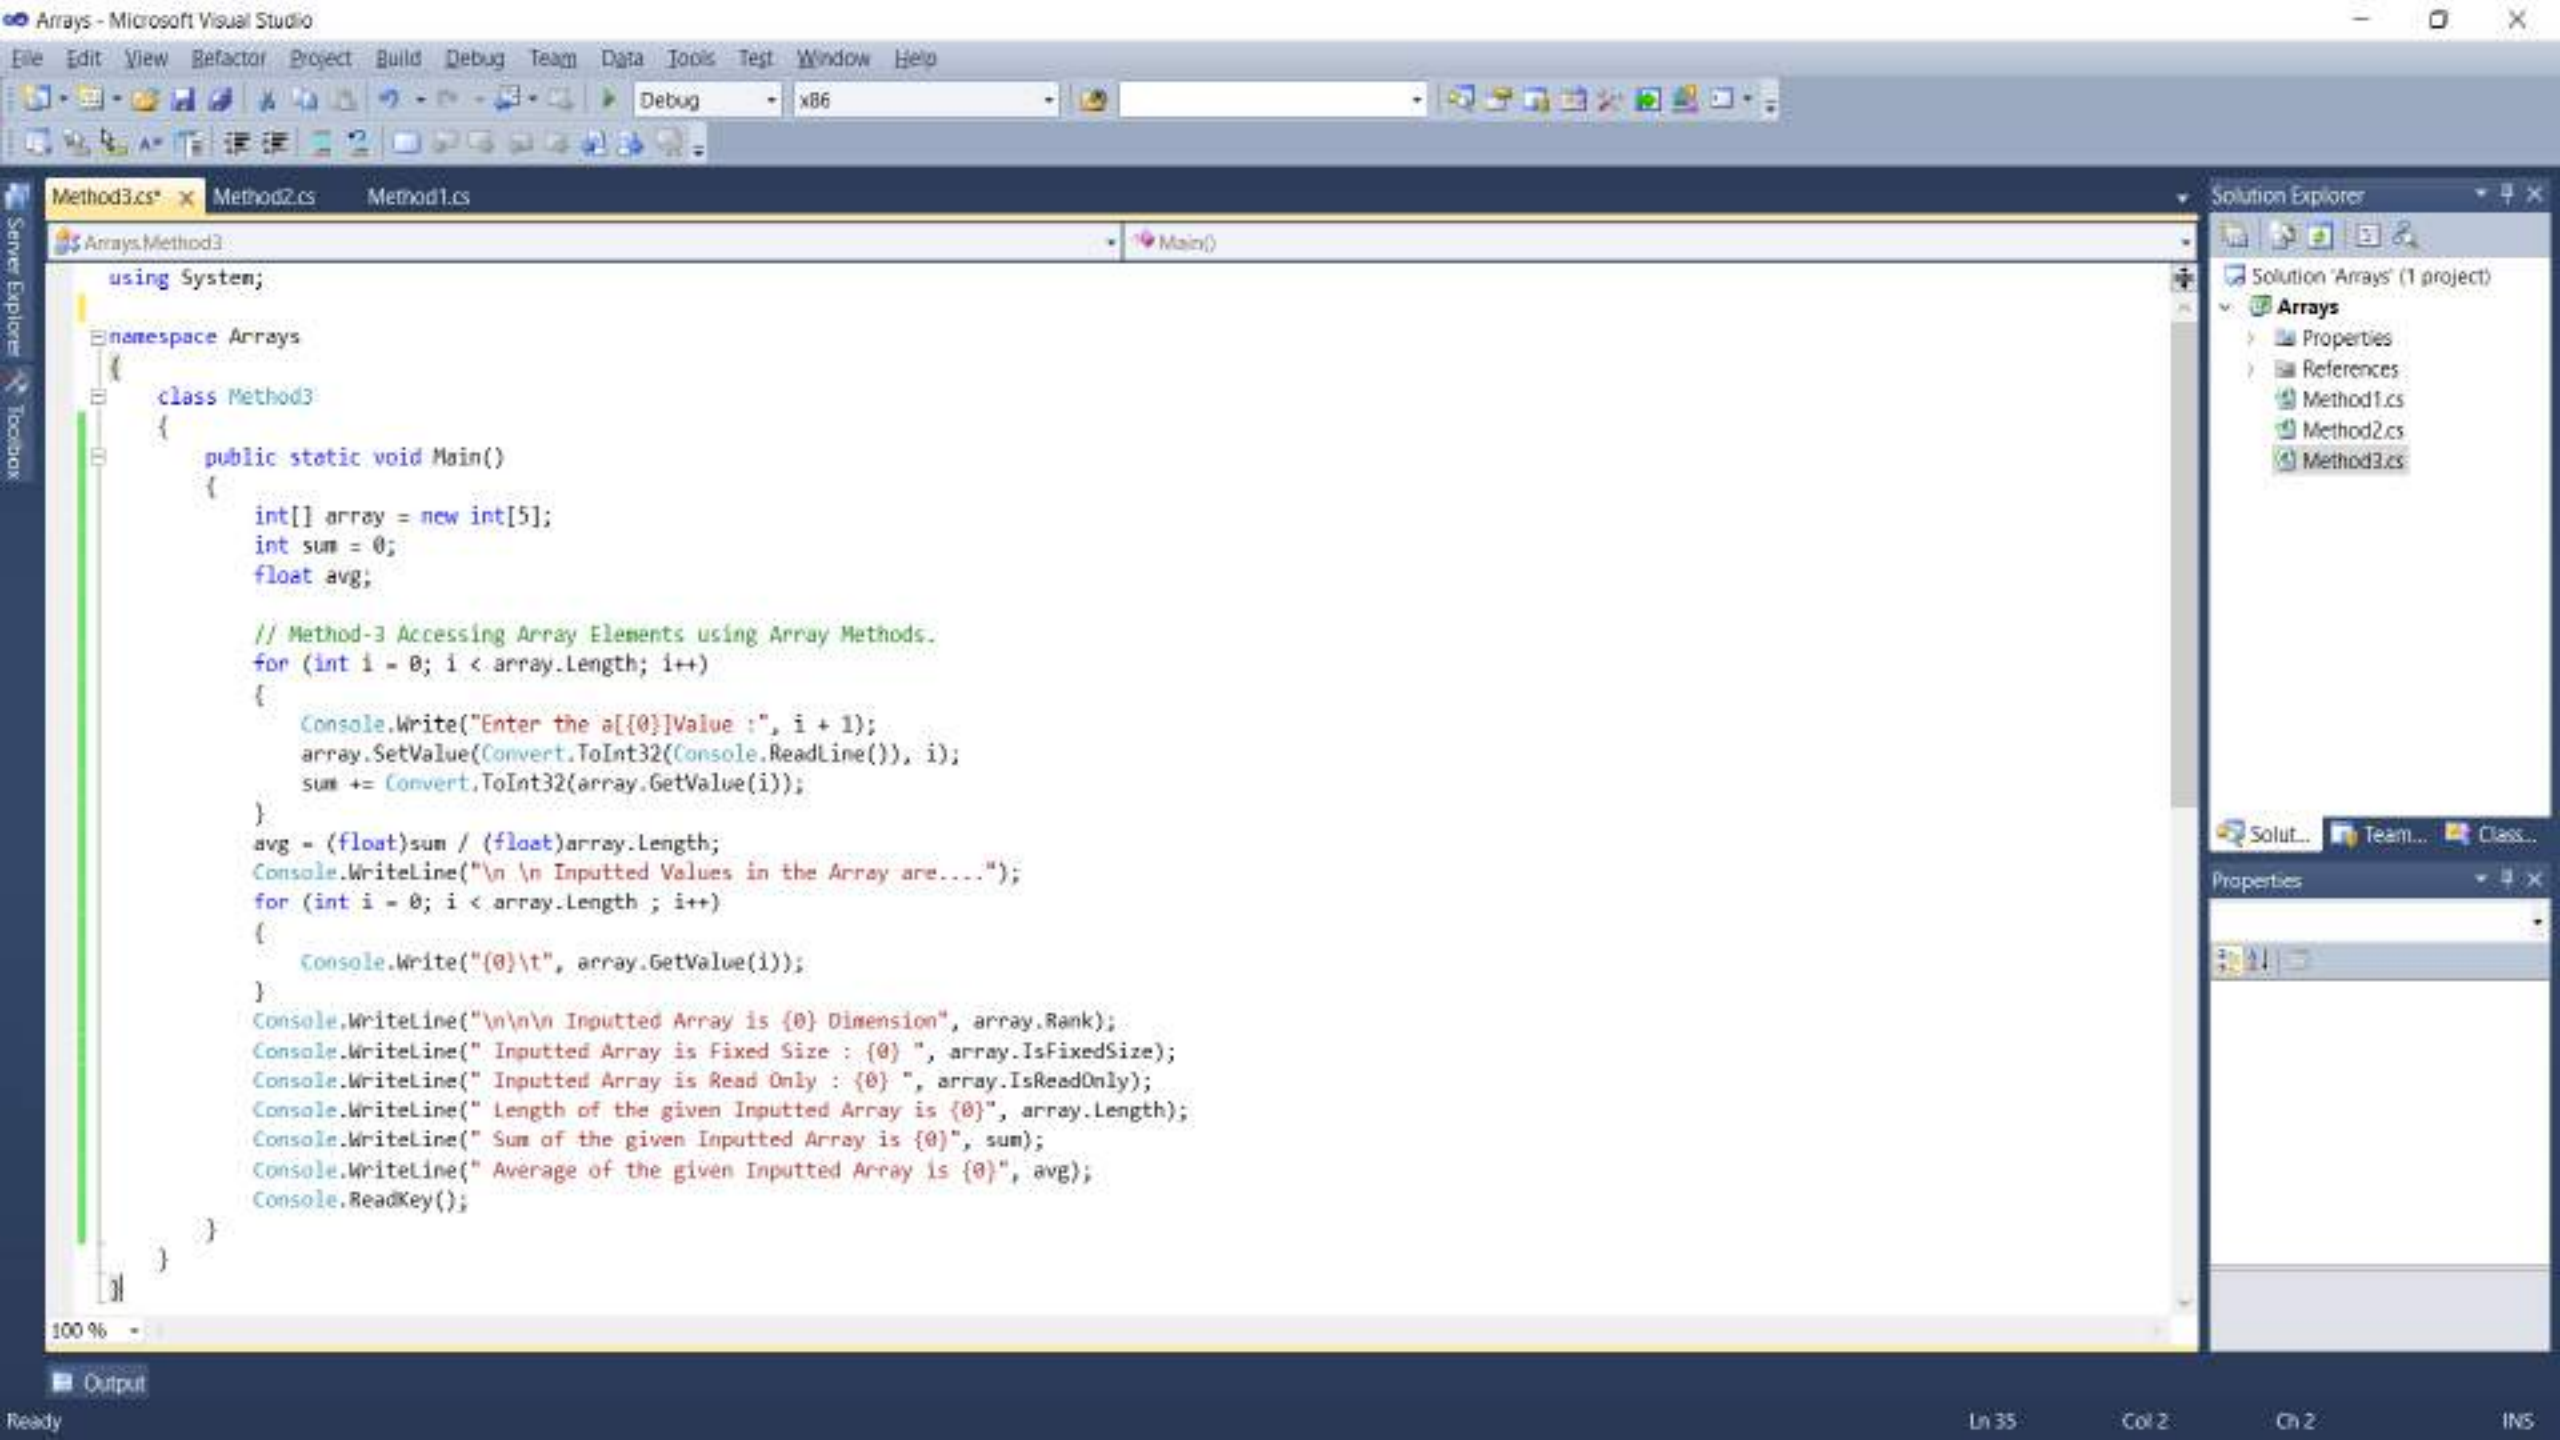 Arrays - Microsoft Visual Studio
File Edit View Refactor Project Build Debug Team Data Tools Test Window Help
Debug x86
Method3.cs* Method2.cs Method1.cs
Arrays.Method3 Main()
Server Explorer
Toolbox
using System;
namespace Arrays
{
class Method3
{
public static void Main()
{
int[] array = new int[5];
int sum = 0;
float avg;
// Method-3 Accessing Array Elements using Array Methods.
for (int i = 0; i < array.Length; i++)
{
Console.Write("Enter the a[{0}]Value :", i + 1);
array.SetValue(Convert.ToInt32(Console.ReadLine()), i);
sum += Convert.ToInt32(array.GetValue(i));
}
avg = (float)sum / (float)array.Length;
Console.WriteLine("\n \n Inputted Values in the Array are....");
for (int i = 0; i < array.Length ; i++)
{
Console.Write("{0}\t", array.GetValue(i));
}
Console.WriteLine("\n\n\n Inputted Array is {0} Dimension", array.Rank);
Console.WriteLine(" Inputted Array is Fixed Size : {0} ", array.IsFixedSize);
Console.WriteLine(" Inputted Array is Read Only : {0} ", array.IsReadOnly);
Console.WriteLine(" Length of the given Inputted Array is {0}", array.Length);
Console.WriteLine(" Sum of the given Inputted Array is {0}", sum);
Console.WriteLine(" Average of the given Inputted Array is {0}", avg);
Console.ReadKey();
}
}
}
100 %
Solution Explorer
Solution 'Arrays' (1 project)
Arrays
Properties
References
Method1.cs
Method2.cs
Method3.cs
Solut... Team... Class...
Properties
Output
Ready Ln 35 Col 2 Ch 2 INS